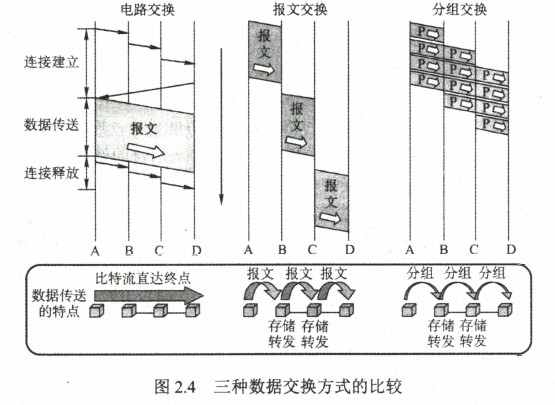 电路交换
报文交换
分组交换
连接建立
数据传送
连接释放
报文
报文
报文
报文
P P P
P P P
P P P
P P P
A B C D
A B C D
A B C D
数据传送
的特点
比特流直达终点
报文 报文 报文
存储 存储
转发 转发
分组 分组 分组
存储 存储
转发 转发
图 2.4 三种数据交换方式的比较